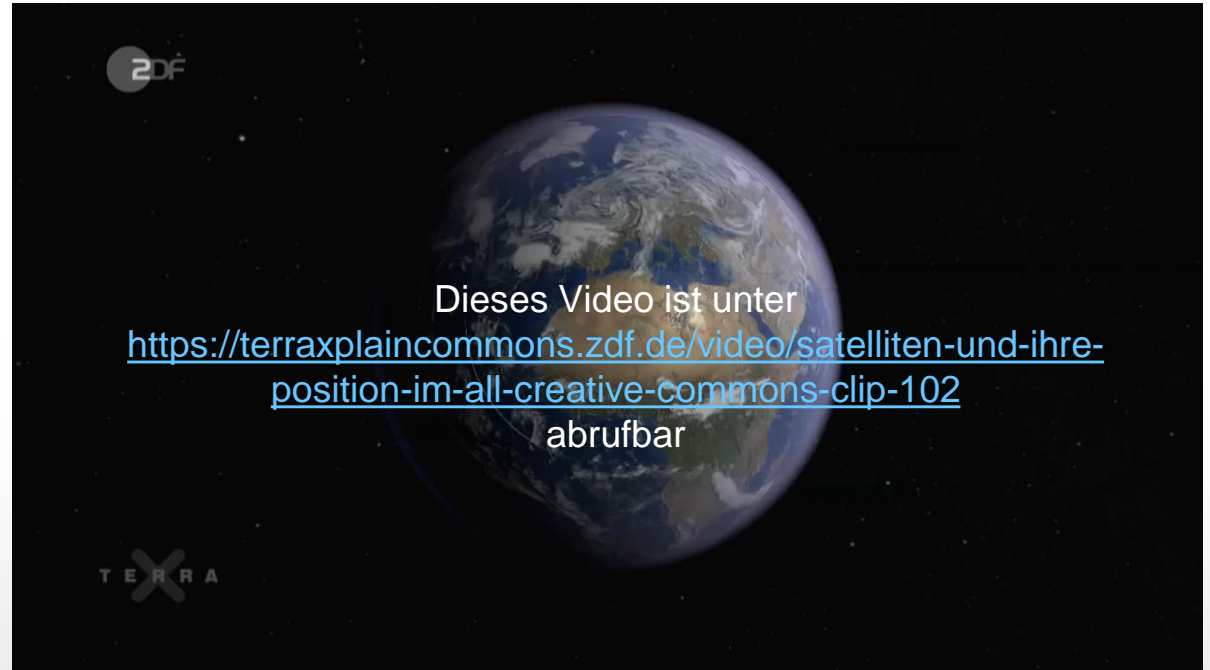 2DF
Dieses Video ist unter
https://terraxplaincommons.zdf.de/video/satelliten-und-ihre-
position-im-all-creative-commons-clip-102
abrufbar
TERRA X